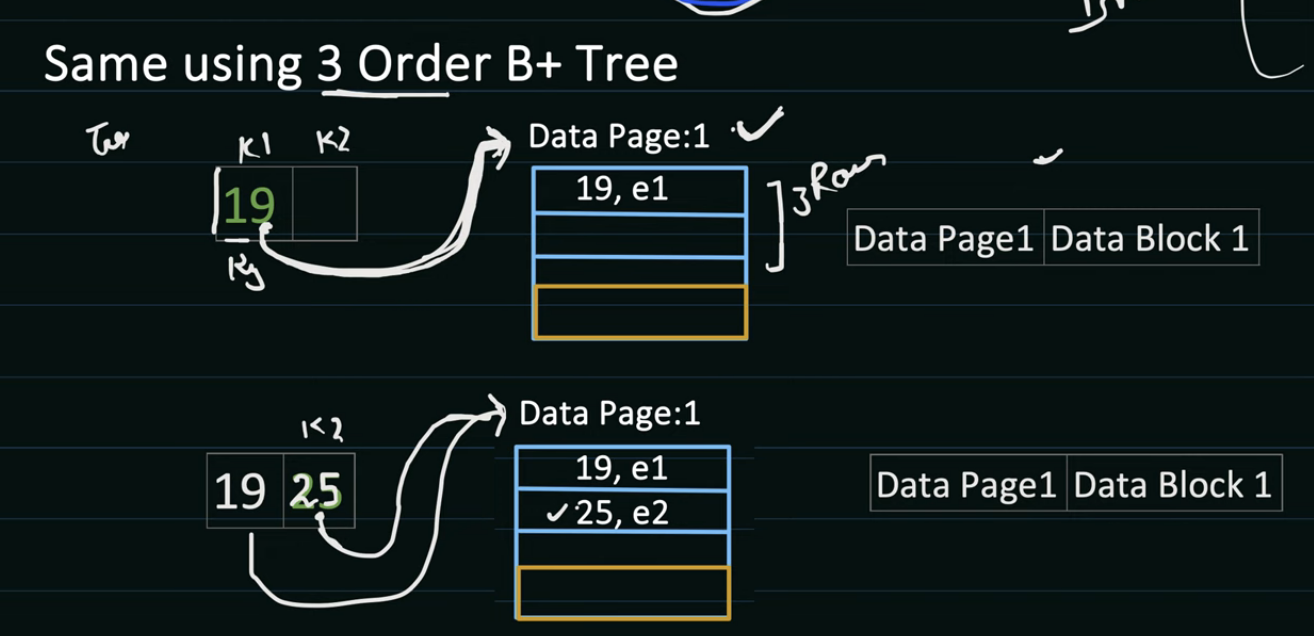 Same using 3 Order B+ Tree
K1 K2
Data Page:1
19
19, e1
3 Rows
Data Page1 Data Block 1
Key
K2
Data Page:1
19 25
19, e1
25, e2
Data Page1 Data Block 1